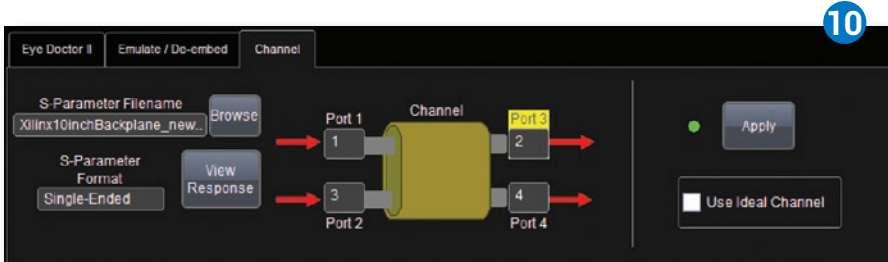 10
Eye Doctor II
Emulate / De-embed
Channel
S-Parameter Filename
Xilinx10inchBackplane_new..
Browse
S-Parameter
Format
Single-Ended
View
Response
Port 1
1
3
Port 2
Channel
Port 3
2
4
Port 4
Apply
Use Ideal Channel